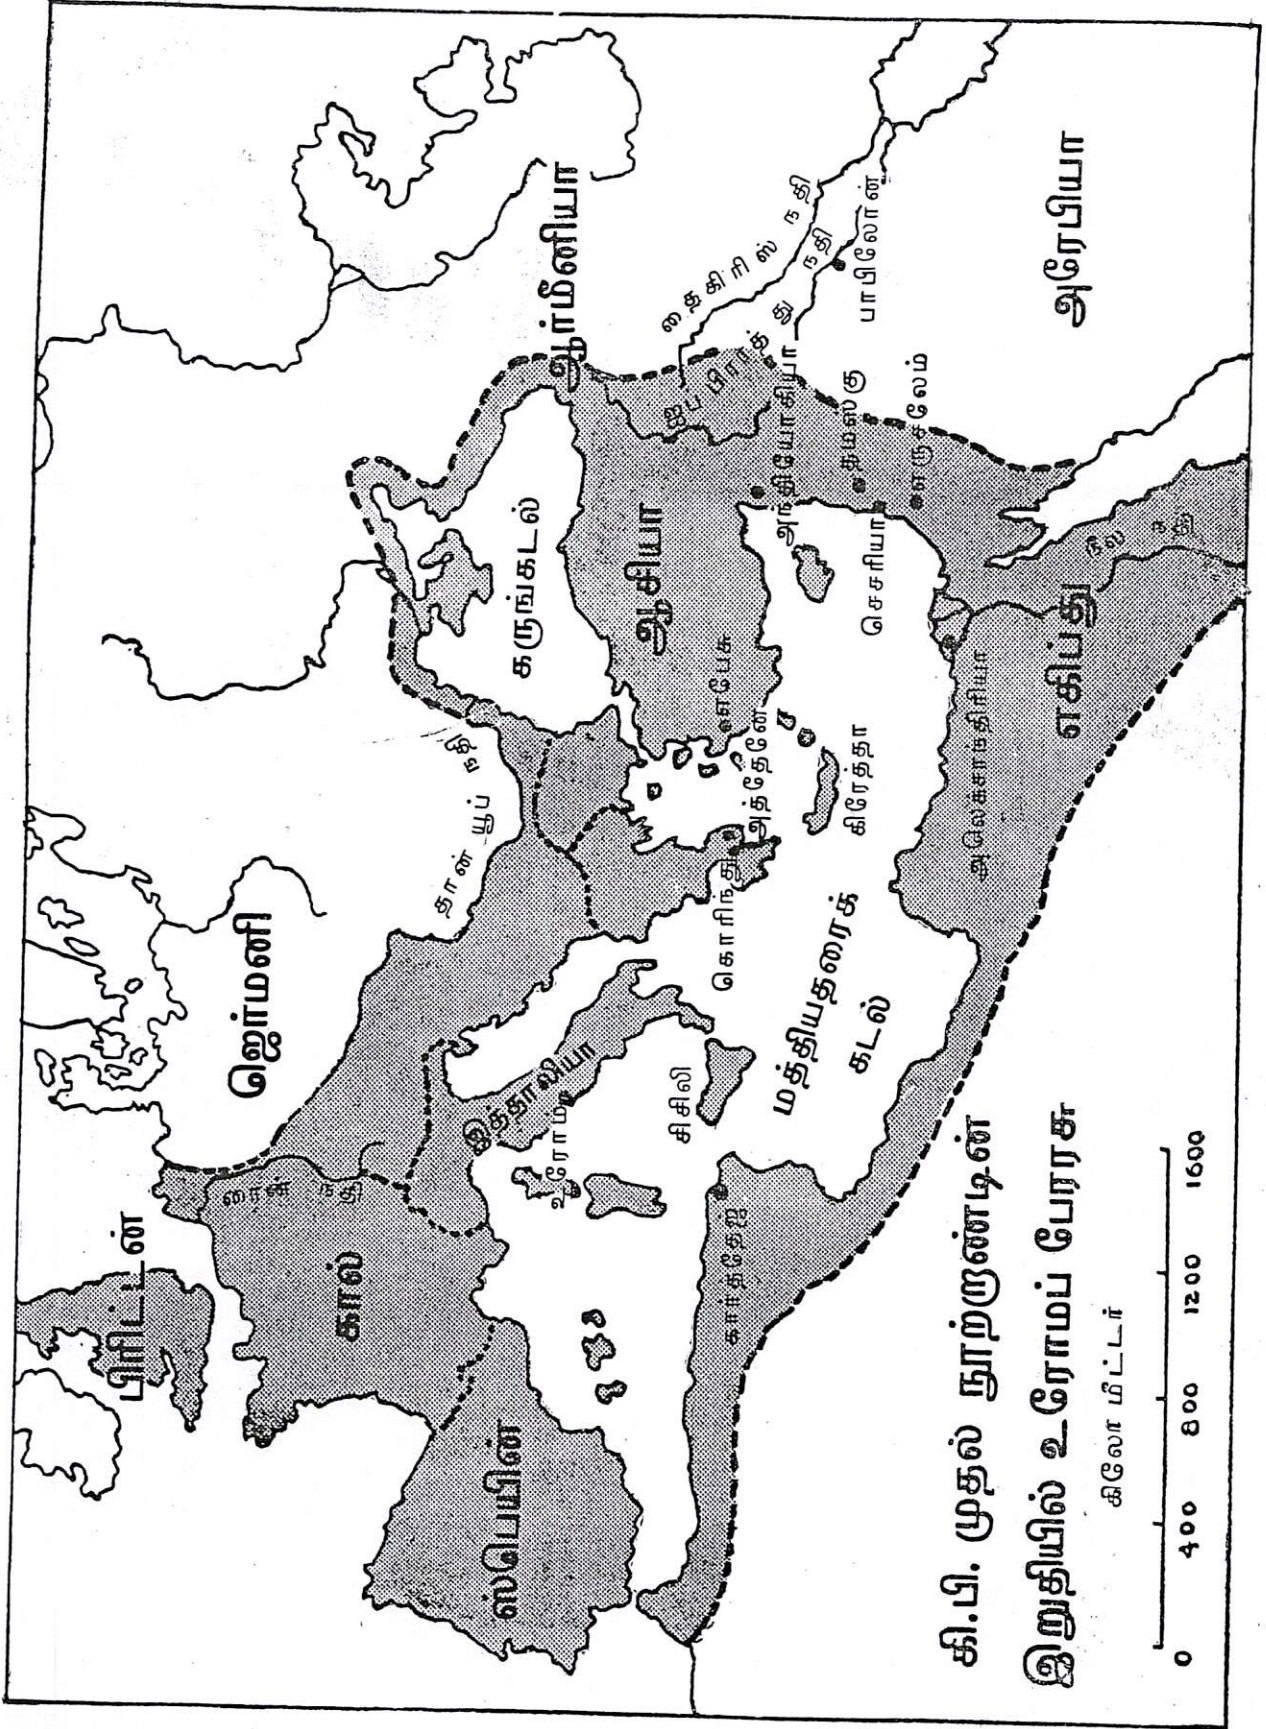 பிரிட்டன்
ஜெர்மனி
ரைன் நதி
கால்
தான் யூப் நதி
ஆர்மீனியா
கருங்கடல்
ஸ்பெயின்
இத்தாலியா
உரோம்
ஆசியா
ஐப பிராத்து நதி
தைகிரிஸ் நதி
எபேசு
அத்தேனே
கொரிந்தி
சிசிலி
அந்தியோகியா
தமஸ்கு
பாபிலோன்
எருசலேம்
செசரியா
கிரேத்தா
மத்தியதரைக்
கடல்
கார்த்தேஜ்
அலெக்சாந்திரியா
எகிப்து
நீல நதி
அரேபியா
கி.பி. முதல் நூற்றாண்டின்
இறுதியில் உரோமப் பேரரசு
கிலோ மீட்டர்
0 400 800 1200 1600